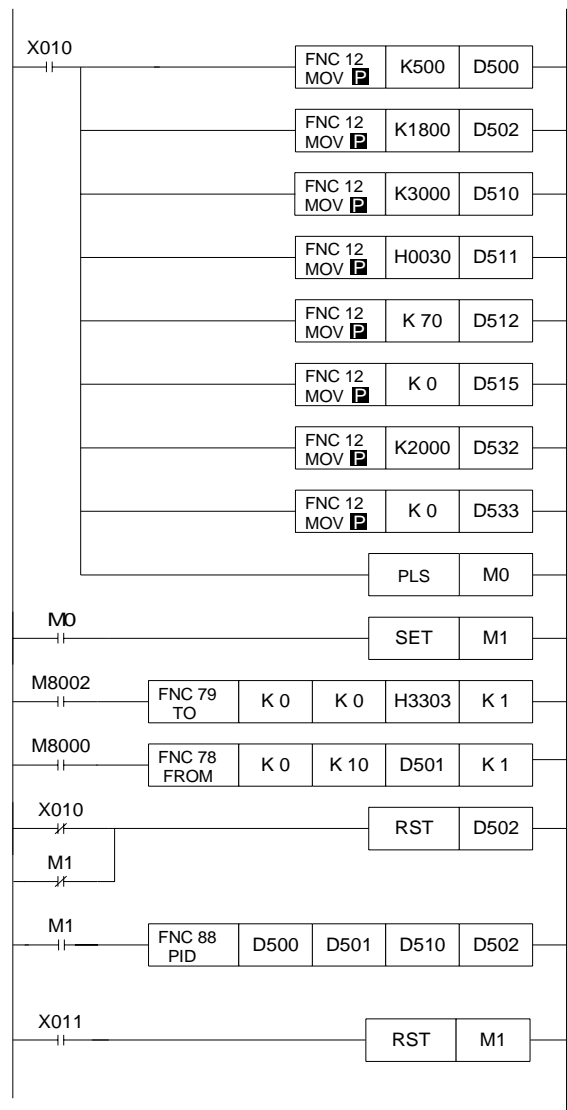 X010
FNC 12 K500 D500
MOV P
FNC 12 K1800 D502
MOV P
FNC 12 K3000 D510
MOV P
FNC 12 H0030 D511
MOV P
FNC 12 K 70 D512
MOV P
FNC 12 K 0 D515
MOV P
FNC 12 K2000 D532
MOV P
FNC 12 K 0 D533
MOV P
PLS M0
M0
SET M1
M8002
FNC 79 K 0 K 0 H3303 K 1
TO
M8000
FNC 78 K 0 K 10 D501 K 1
FROM
X010
RST D502
M1
M1
FNC 88 D500 D501 D510 D502
PID
X011
RST M1